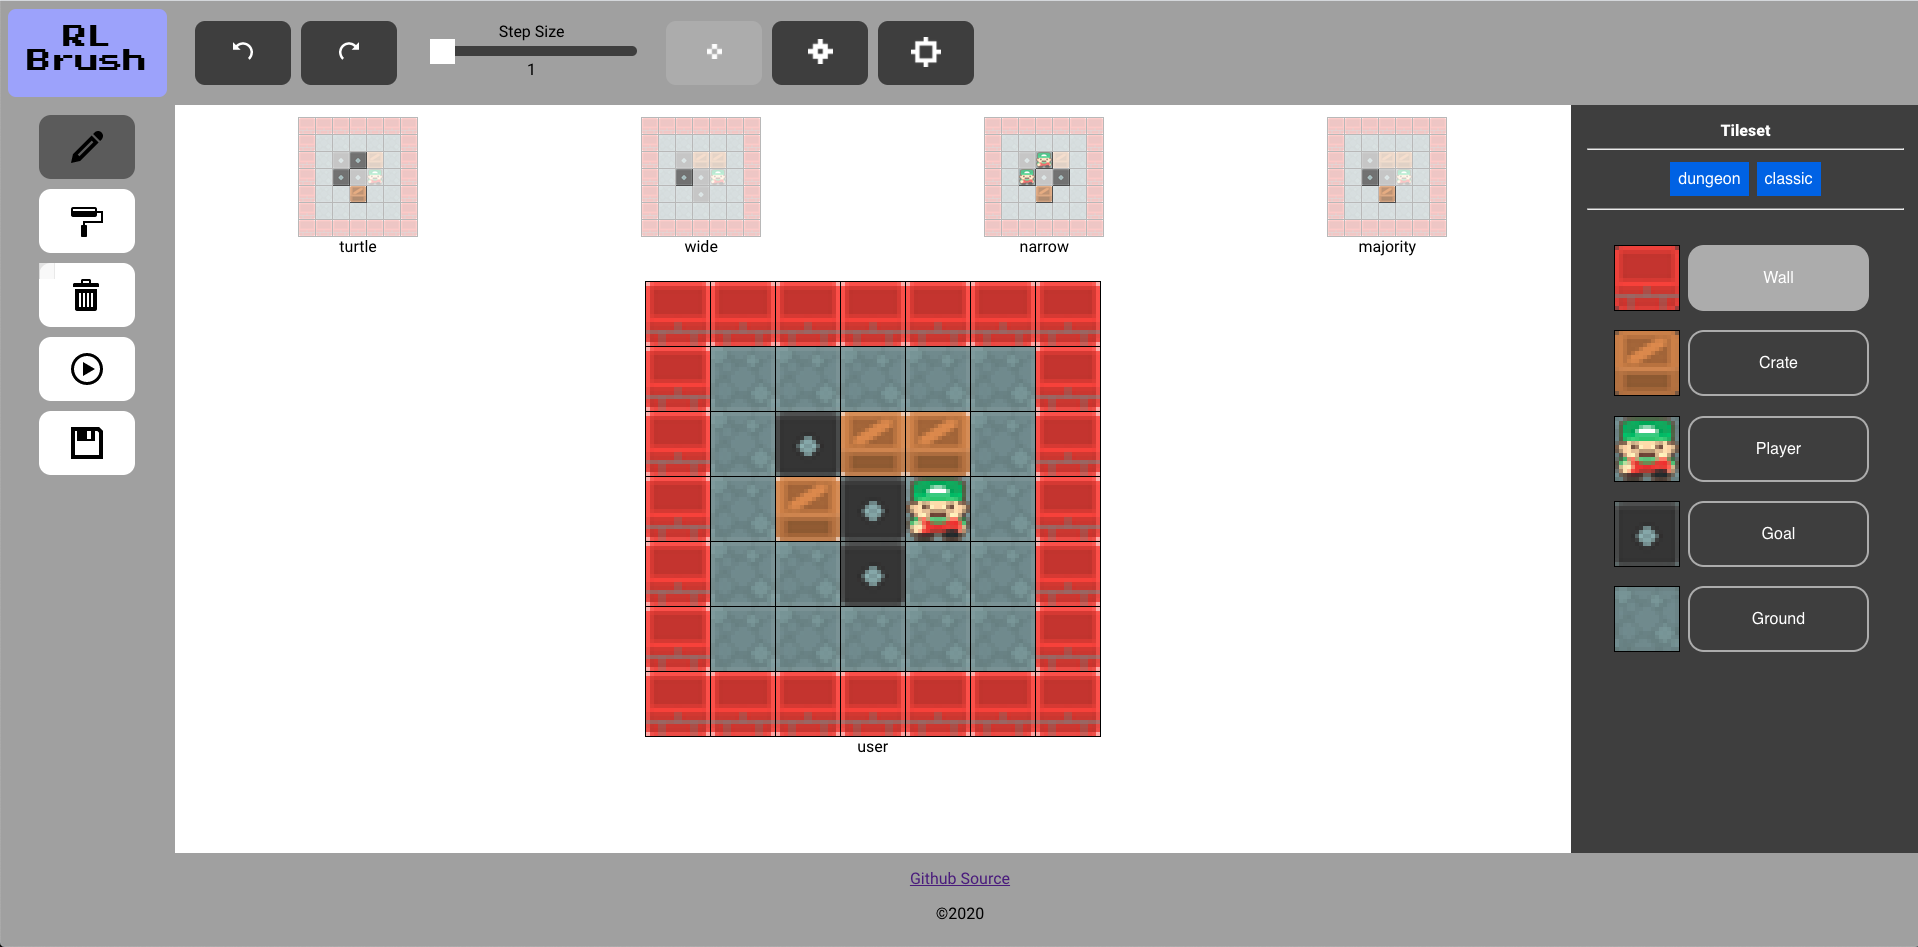 RL
Brush
Step Size
1
turtle
wide
narrow
majority
user
Tileset
dungeon
classic
Wall
Crate
Player
Goal
Ground
Github Source
©2020